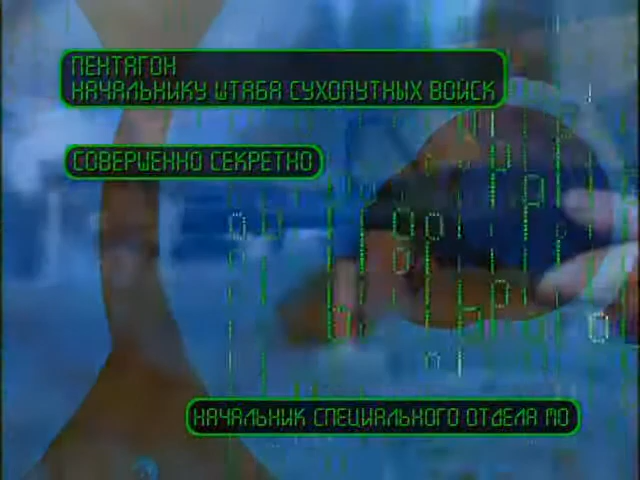 ПЕНТАГОН
НАЧАЛЬНИКУ ШТАБА СУХОПУТНЫХ ВОЙСК
СОВЕРШЕННО СЕКРЕТНО
НАЧАЛЬНИК СПЕЦИАЛЬНОГО ОТДЕЛА МО